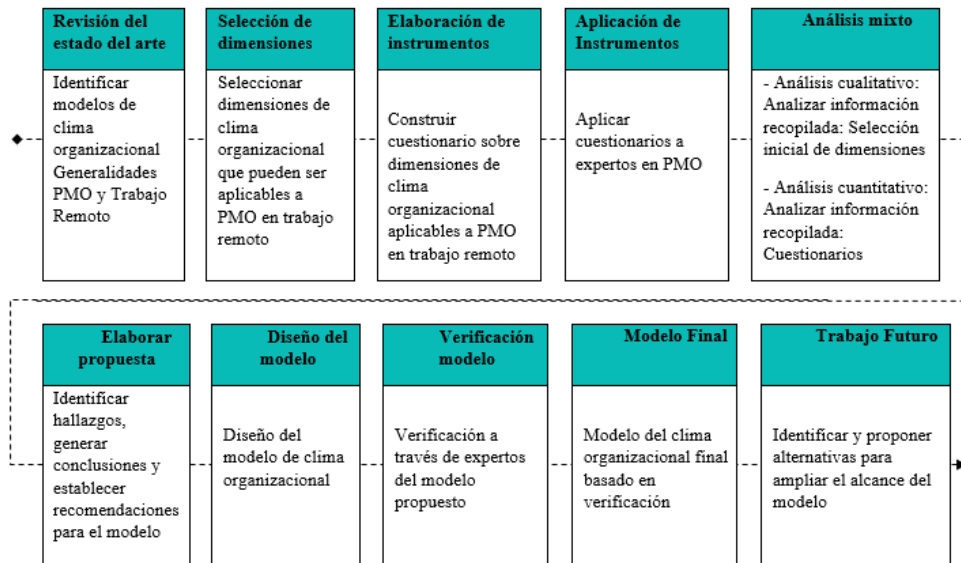 Revisión del
estado del arte
Identificar
modelos de
clima
organizacional
Generalidades
PMO y Trabajo
Remoto
Selección de
dimensiones
Seleccionar
dimensiones de
clima
organizacional
que pueden ser
aplicables a
PMO en trabajo
remoto
Elaboración de
instrumentos
Construir
cuestionario sobre
dimensiones de
clima
organizacional
aplicables a PMO
en trabajo remoto
Aplicación de
Instrumentos
Aplicar
cuestionarios a
expertos en PMO
Análisis mixto
- Análisis cualitativo:
Analizar información
recopilada: Selección
inicial de dimensiones
- Análisis cuantitativo:
Analizar información
recopilada:
Cuestionarios
Elaborar
propuesta
Identificar
hallazgos,
generar
conclusiones y
establecer
recomendaciones
para el modelo
Diseño del
modelo
Diseño del
modelo de clima
organizacional
Verificación
modelo
Verificación a
través de expertos
del modelo
propuesto
Modelo Final
Modelo del clima
organizacional final
basado en
verificación
Trabajo Futuro
Identificar y proponer
alternativas para
ampliar el alcance del
modelo